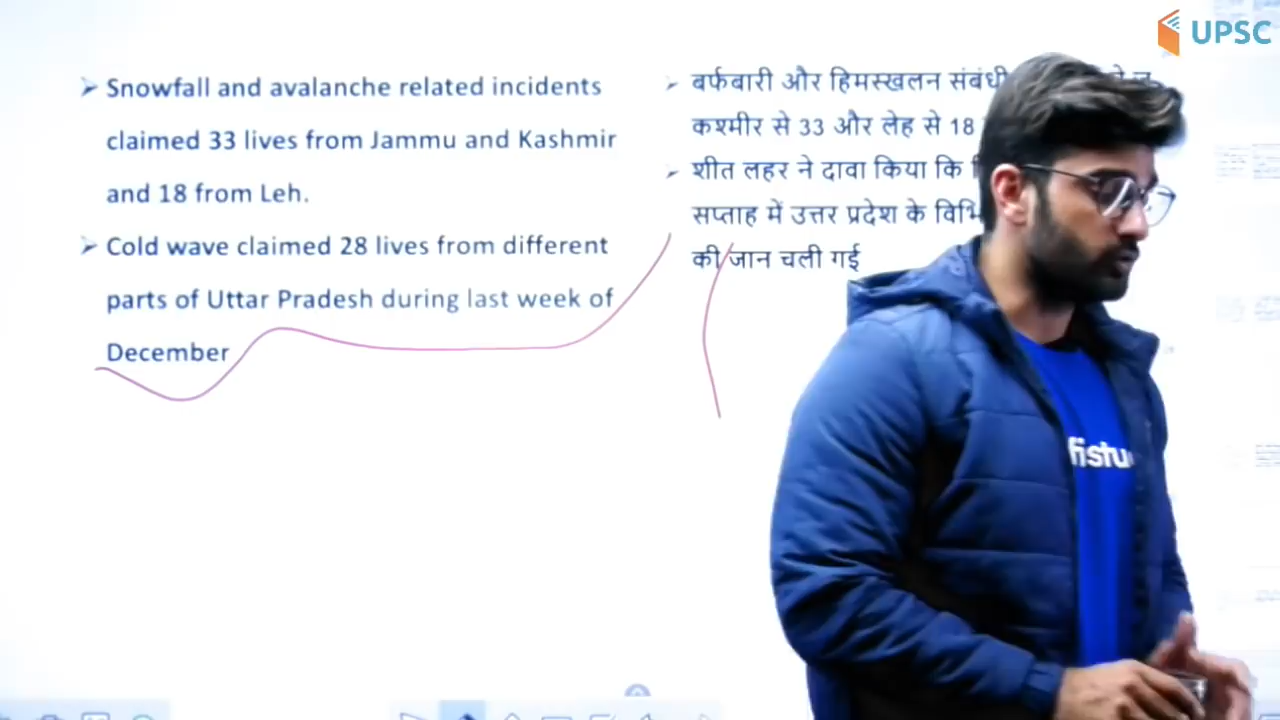 UPSC
➢ Snowfall and avalanche related incidents
claimed 33 lives from Jammu and Kashmir
and 18 from Leh.
➢ Cold wave claimed 28 lives from different
parts of Uttar Pradesh during last week of
December
➢ बर्फबारी और हिमस्खलन संबंधी
कश्मीर से 33 और लेह से 18
➢ शीत लहर ने दावा किया कि
सप्ताह में उत्तर प्रदेश के
की जान चली गई